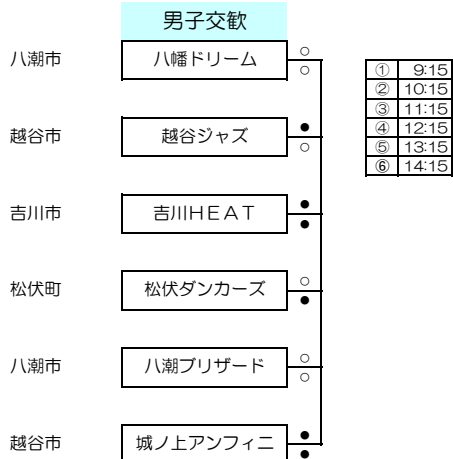 男子交歓
八潮市 八幡ドリーム ○
○
① 9:15
② 10:15
③ 11:15
④ 12:15
⑤ 13:15
⑥ 14:15
越谷市 越谷ジャズ ●
○
吉川市 吉川HEAT ●
●
松伏町 松伏ダンカーズ ○
●
八潮市 八潮ブリザード ○
○
越谷市 城ノ上アンフィニ ●
●